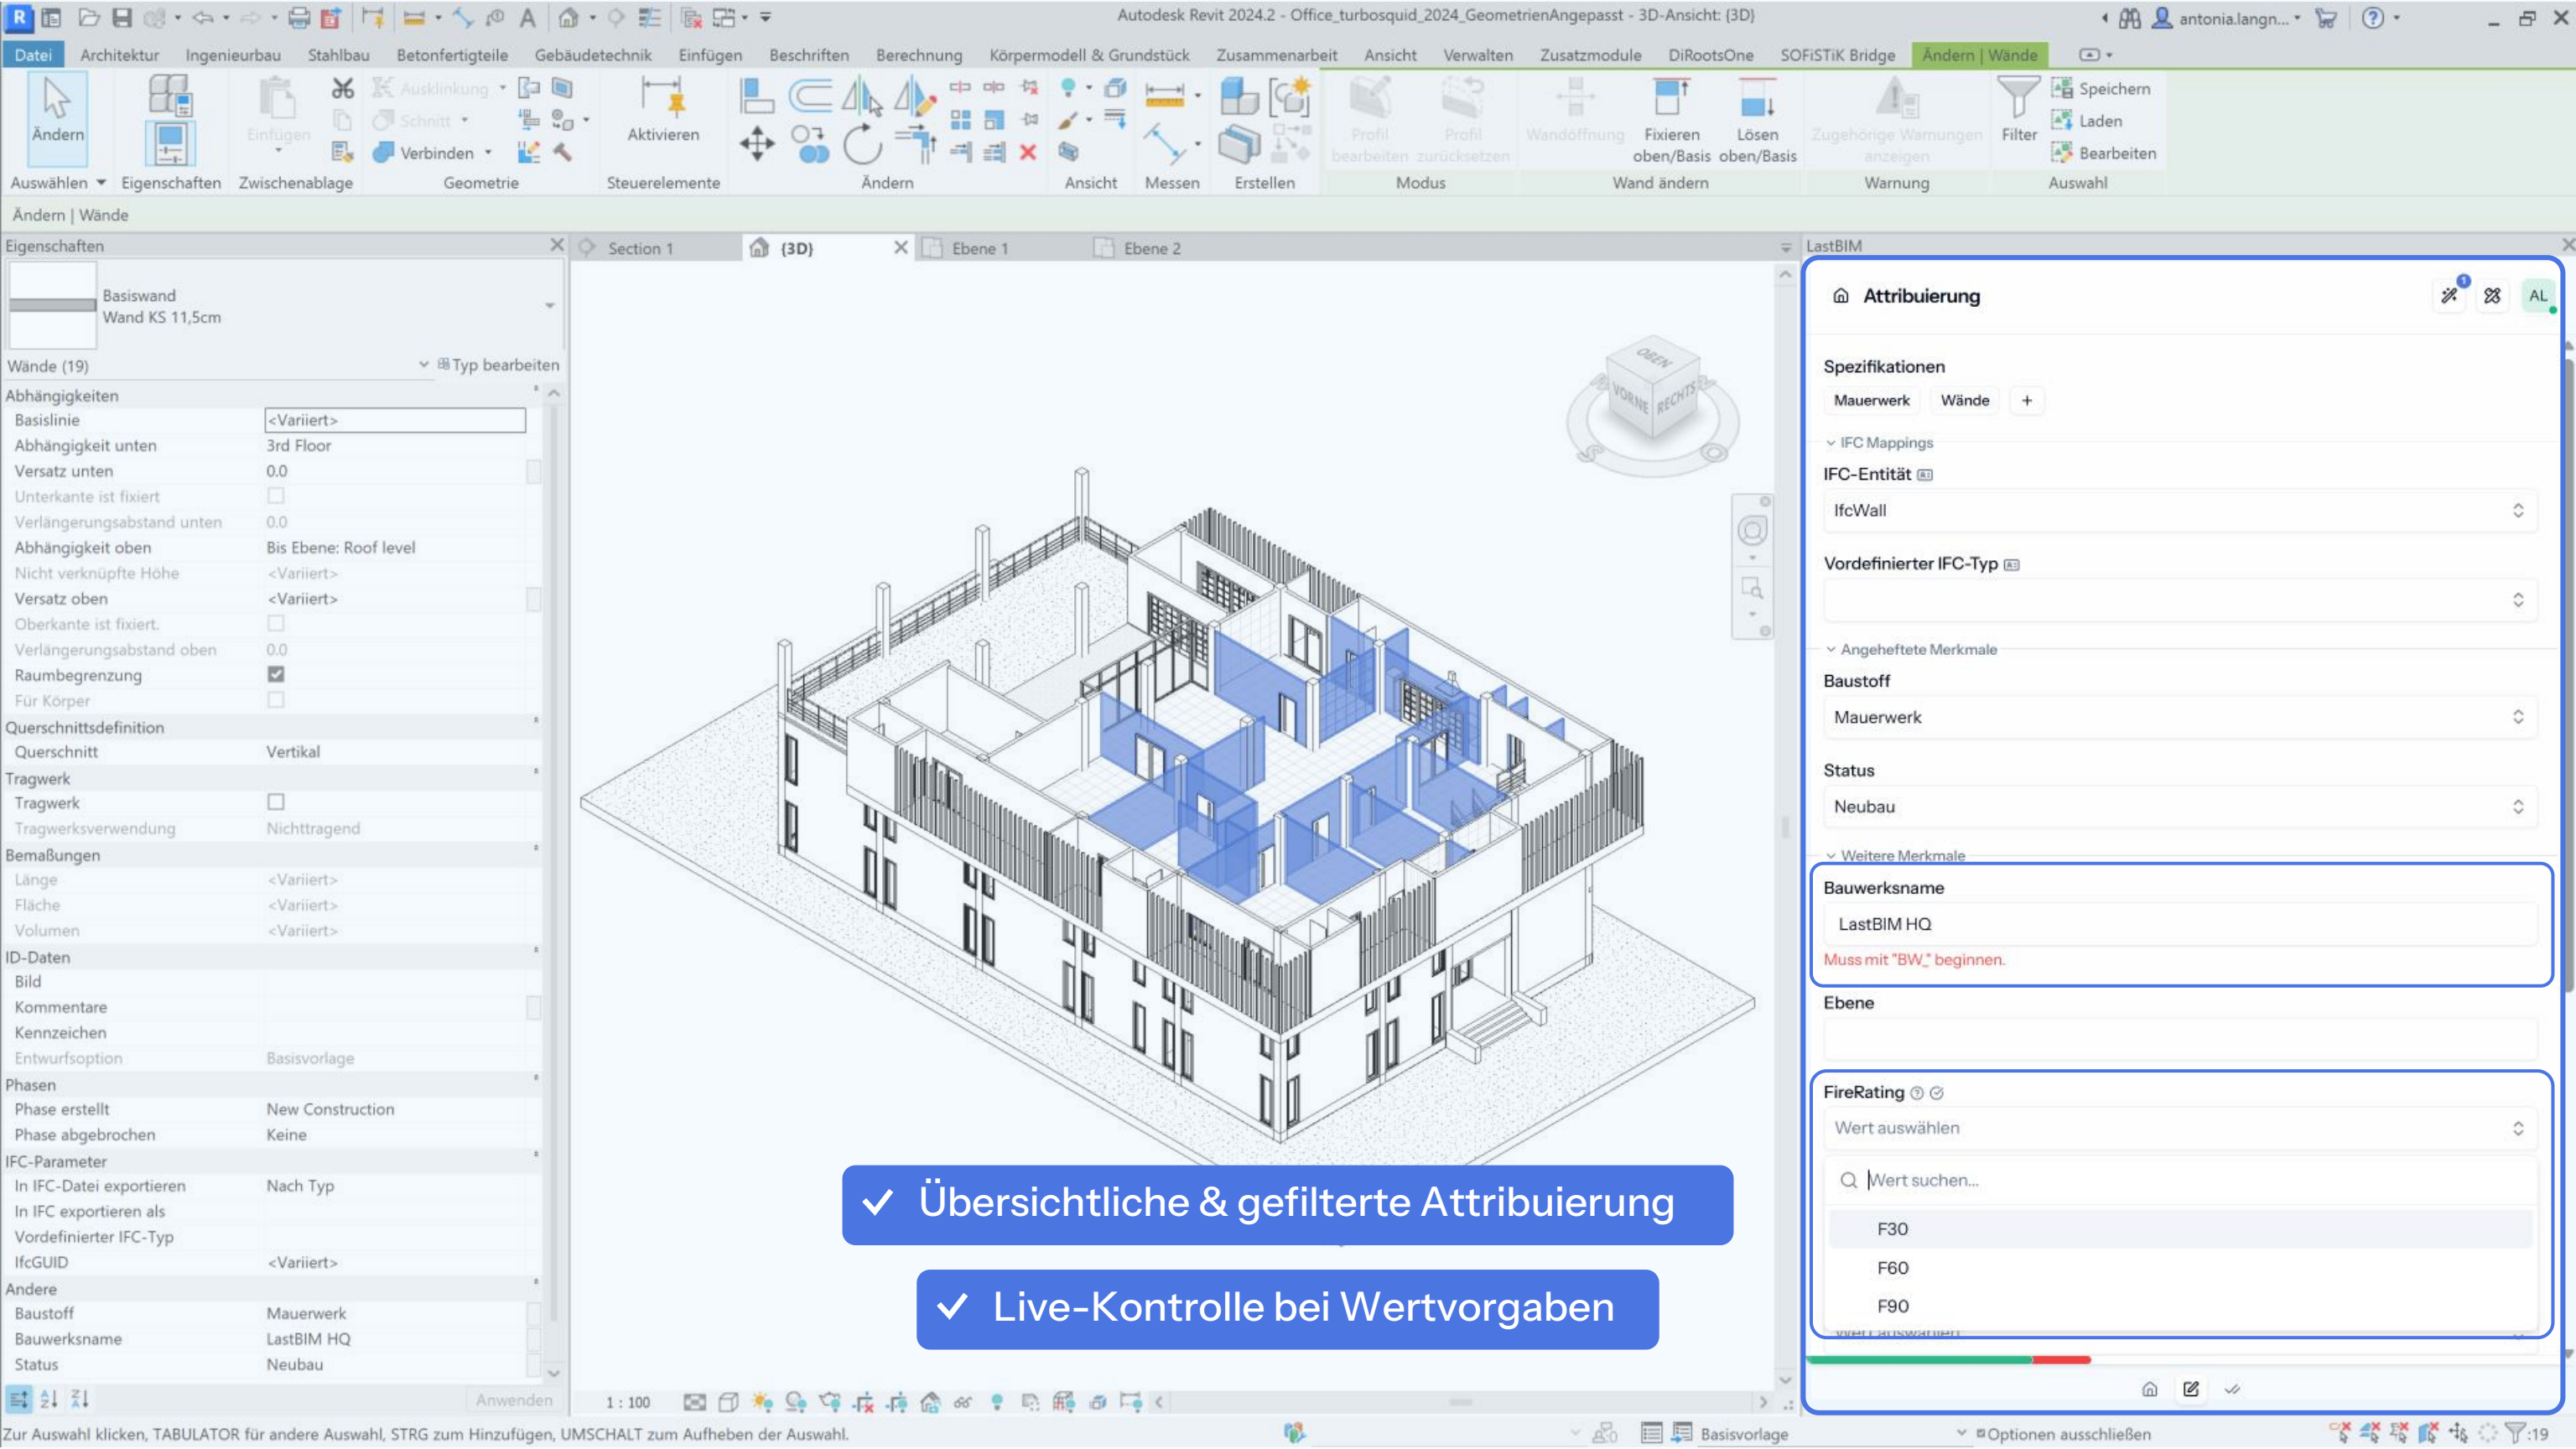 Autodesk Revit 2024.2 - Office_turbosquid_2024_GeometrienAngepasst - 3D-Ansicht: {3D}
antonia.langn...
Datei Architektur Ingenieurbau Stahlbau Betonfertigteile Gebäudetechnik Einfügen Beschriften Berechnung Körpermodell & Grundstück Zusammenarbeit Ansicht Verwalten Zusatzmodule DiRootsOne SOFiSTiK Bridge Ändern | Wände
Ändern
Einfügen
Ausklinkung
Schnitt
Verbinden
Aktivieren
Profil bearbeiten
Profil zurücksetzen
Wandöffnung
Fixieren oben/Basis
Lösen oben/Basis
Zugehörige Warnungen anzeigen
Filter
Speichern
Laden
Bearbeiten
Auswählen Eigenschaften Zwischenablage Geometrie Steuerelemente Ändern Ansicht Messen Erstellen Modus Wand ändern Warnung Auswahl
Ändern | Wände
Eigenschaften
Basiswand
Wand KS 11,5cm
Wände (19) Typ bearbeiten
Abhängigkeiten
Basislinie <Variiert>
Abhängigkeit unten 3rd Floor
Versatz unten 0.0
Unterkante ist fixiert
Verlängerungsabstand unten 0.0
Abhängigkeit oben Bis Ebene: Roof level
Nicht verknüpfte Höhe <Variiert>
Versatz oben <Variiert>
Oberkante ist fixiert.
Verlängerungsabstand oben 0.0
Raumbegrenzung
Für Körper
Querschnittsdefinition
Querschnitt Vertikal
Tragwerk
Tragwerk
Tragwerksverwendung Nichttragend
Bemaßungen
Länge <Variiert>
Fläche <Variiert>
Volumen <Variiert>
ID-Daten
Bild
Kommentare
Kennzeichen
Entwurfsoption Basisvorlage
Phasen
Phase erstellt New Construction
Phase abgebrochen Keine
IFC-Parameter
In IFC-Datei exportieren Nach Typ
In IFC exportieren als
Vordefinierter IFC-Typ
IfcGUID <Variiert>
Andere
Baustoff Mauerwerk
Bauwerksname LastBIM HQ
Status Neubau
Anwenden
Section 1 {3D} Ebene 1 Ebene 2
OBEN
VORNE RECHTS
S O
✓ Übersichtliche & gefilterte Attribuierung
✓ Live-Kontrolle bei Wertvorgaben
1 : 100
LastBIM
Attribuierung
1
AL
Spezifikationen
Mauerwerk Wände +
IFC Mappings
IFC-Entität
IfcWall
Vordefinierter IFC-Typ
Angeheftete Merkmale
Baustoff
Mauerwerk
Status
Neubau
Weitere Merkmale
Bauwerksname
LastBIM HQ
Muss mit "BW_" beginnen.
Ebene
FireRating
Wert auswählen
Wert suchen...
F30
F60
F90
Wert auswählen
Zur Auswahl klicken, TABULATOR für andere Auswahl, STRG zum Hinzufügen, UMSCHALT zum Aufheben der Auswahl.
Basisvorlage
Optionen ausschließen
:19